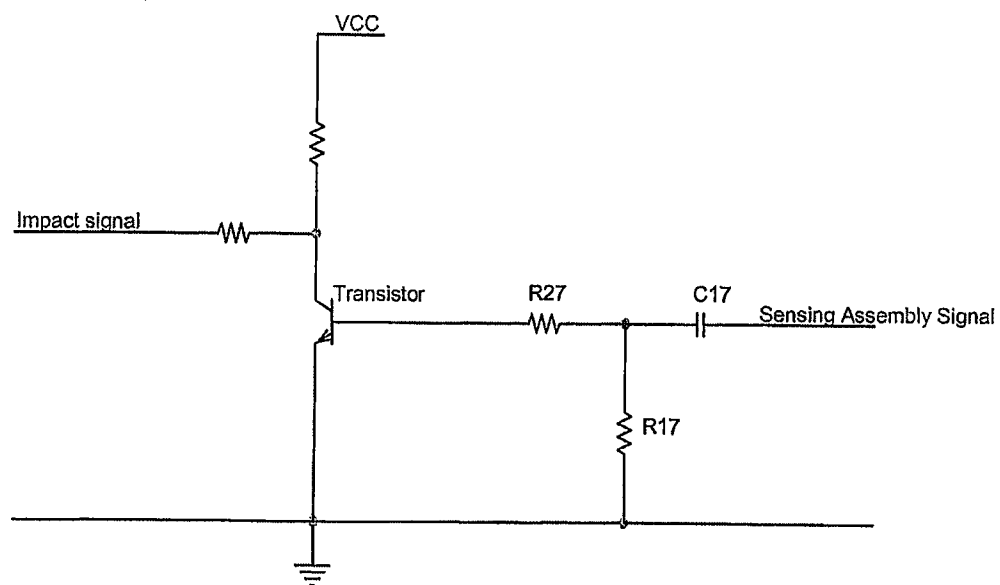 VCC
Impact signal
Transistor
R27
C17
Sensing Assembly Signal
R17